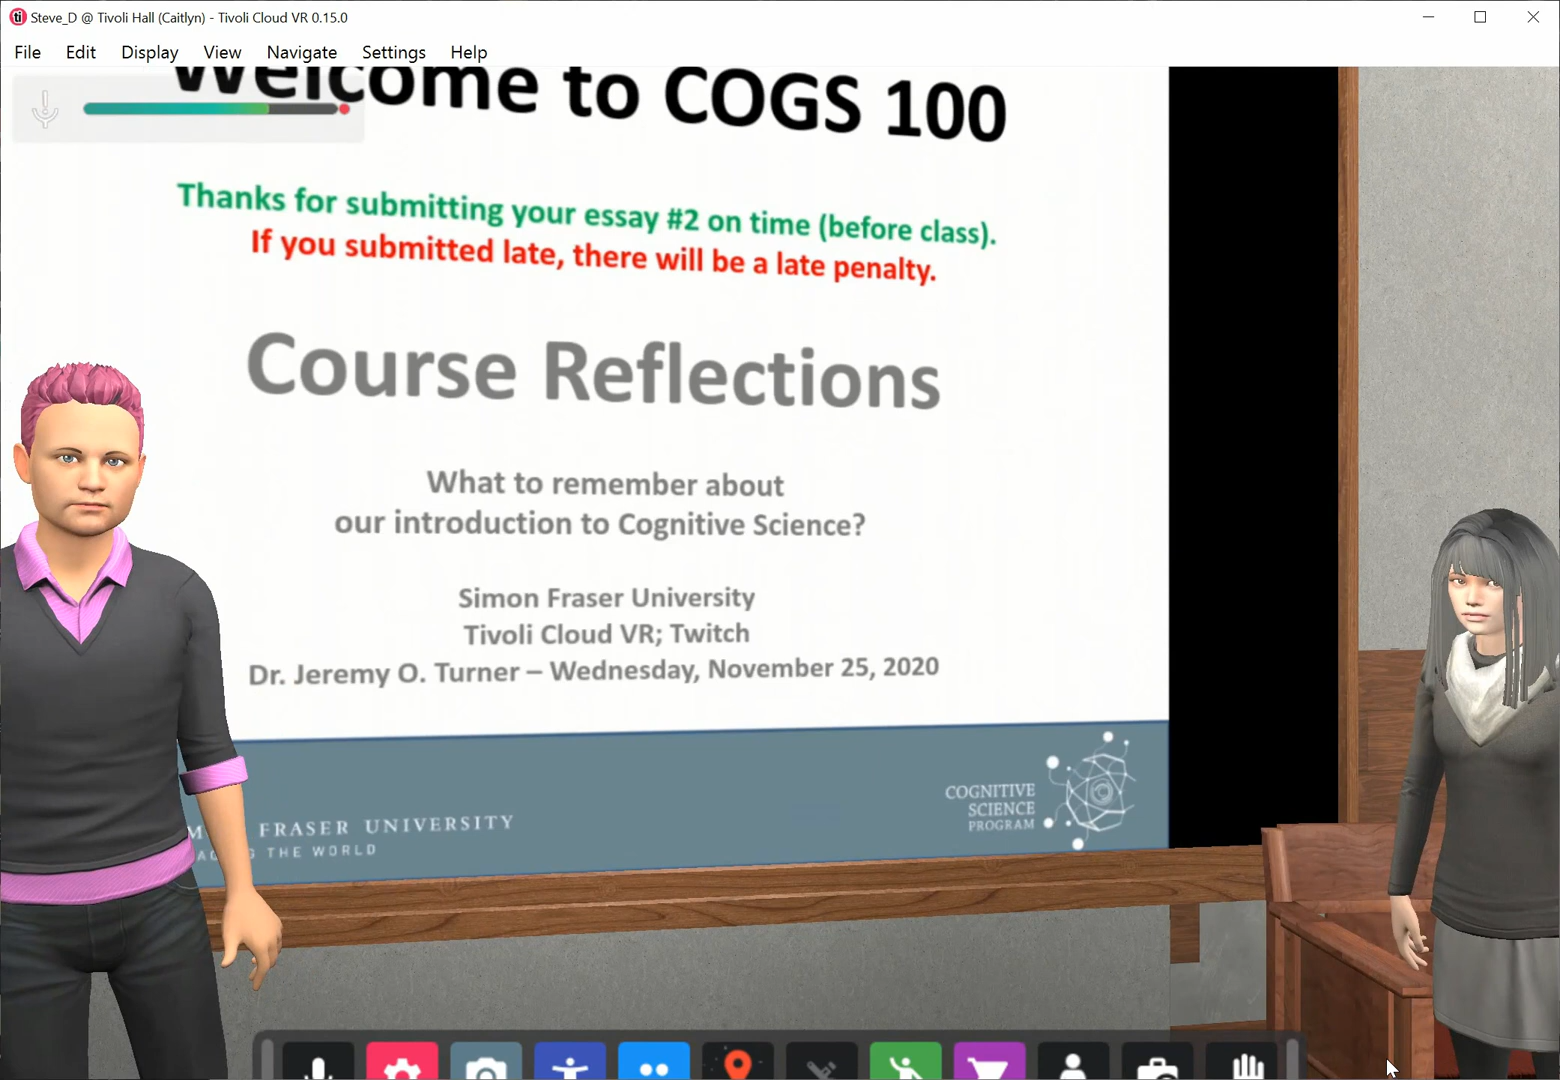 Steve_D @ Tivoli Hall (Caitlyn) - Tivoli Cloud VR 0.15.0
File Edit Display View Navigate Settings Help
Welcome to COGS 100
Thanks for submitting your essay #2 on time (before class).
If you submitted late, there will be a late penalty.
Course Reflections
What to remember about
our introduction to Cognitive Science?
Simon Fraser University
Tivoli Cloud VR; Twitch
Dr. Jeremy O. Turner – Wednesday, November 25, 2020
FRASER UNIVERSITY
THE WORLD
COGNITIVE
SCIENCE
PROGRAM